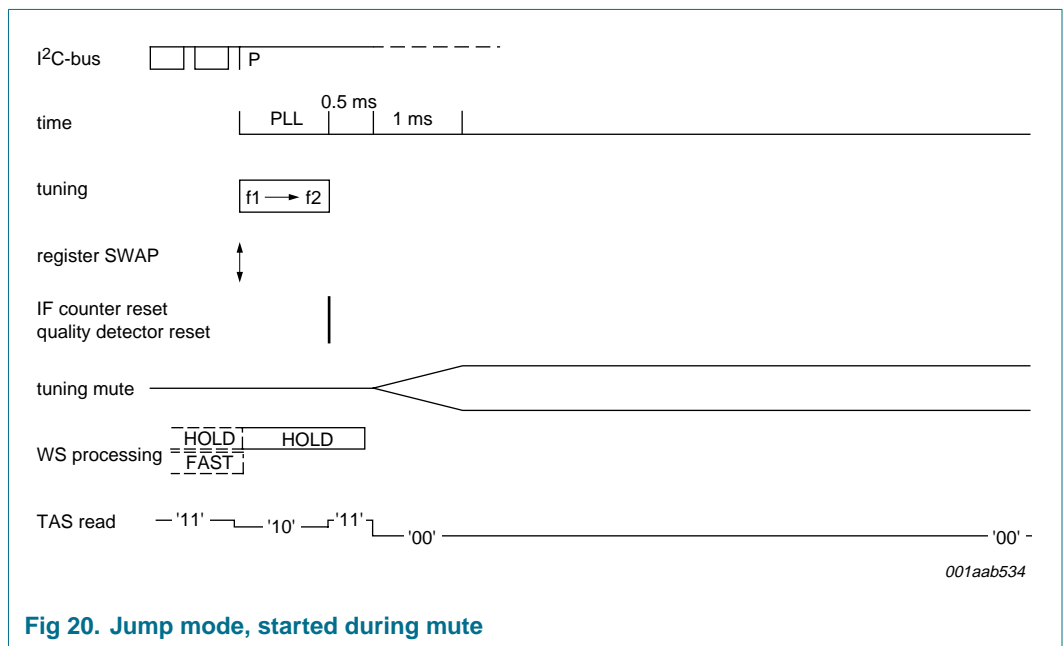 I2C-bus P
0.5 ms
time PLL 1 ms
tuning f1 f2
register SWAP
IF counter reset
quality detector reset
tuning mute
HOLD HOLD
WS processing
FAST
TAS read '11' '10' '11' '00' '00'
001aab534
Fig 20. Jump mode, started during mute